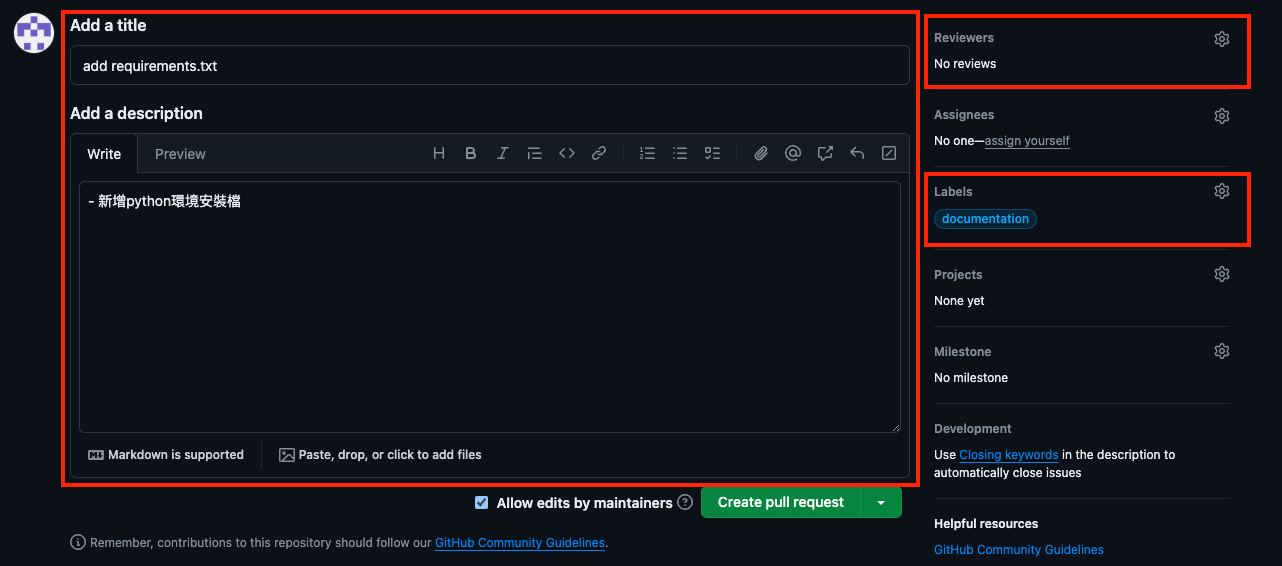 Add a title
add requirements.txt
Add a description
Write
Preview
- 新增python環境安裝檔
Markdown is supported
Paste, drop, or click to add files
Allow edits by maintainers
Create pull request
Remember, contributions to this repository should follow our GitHub Community Guidelines.
Reviewers
No reviews
Assignees
No one—assign yourself
Labels
documentation
Projects
None yet
Milestone
No milestone
Development
Use Closing keywords in the description to
automatically close issues
Helpful resources
GitHub Community Guidelines